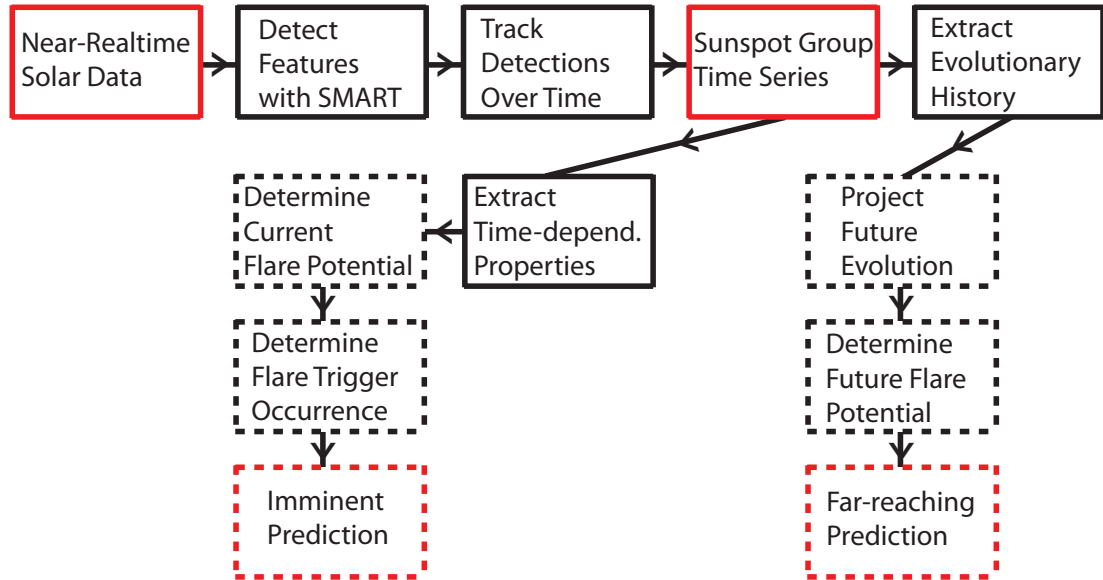 Near-Realtime
Solar Data
Detect
Features
with SMART
Track
Detections
Over Time
Sunspot Group
Time Series
Extract
Evolutionary
History
Determine
Current
Flare Potential
Extract
Time-depend.
Properties
Project
Future
Evolution
Determine
Flare Trigger
Occurrence
Determine
Future Flare
Potential
Imminent
Prediction
Far-reaching
Prediction